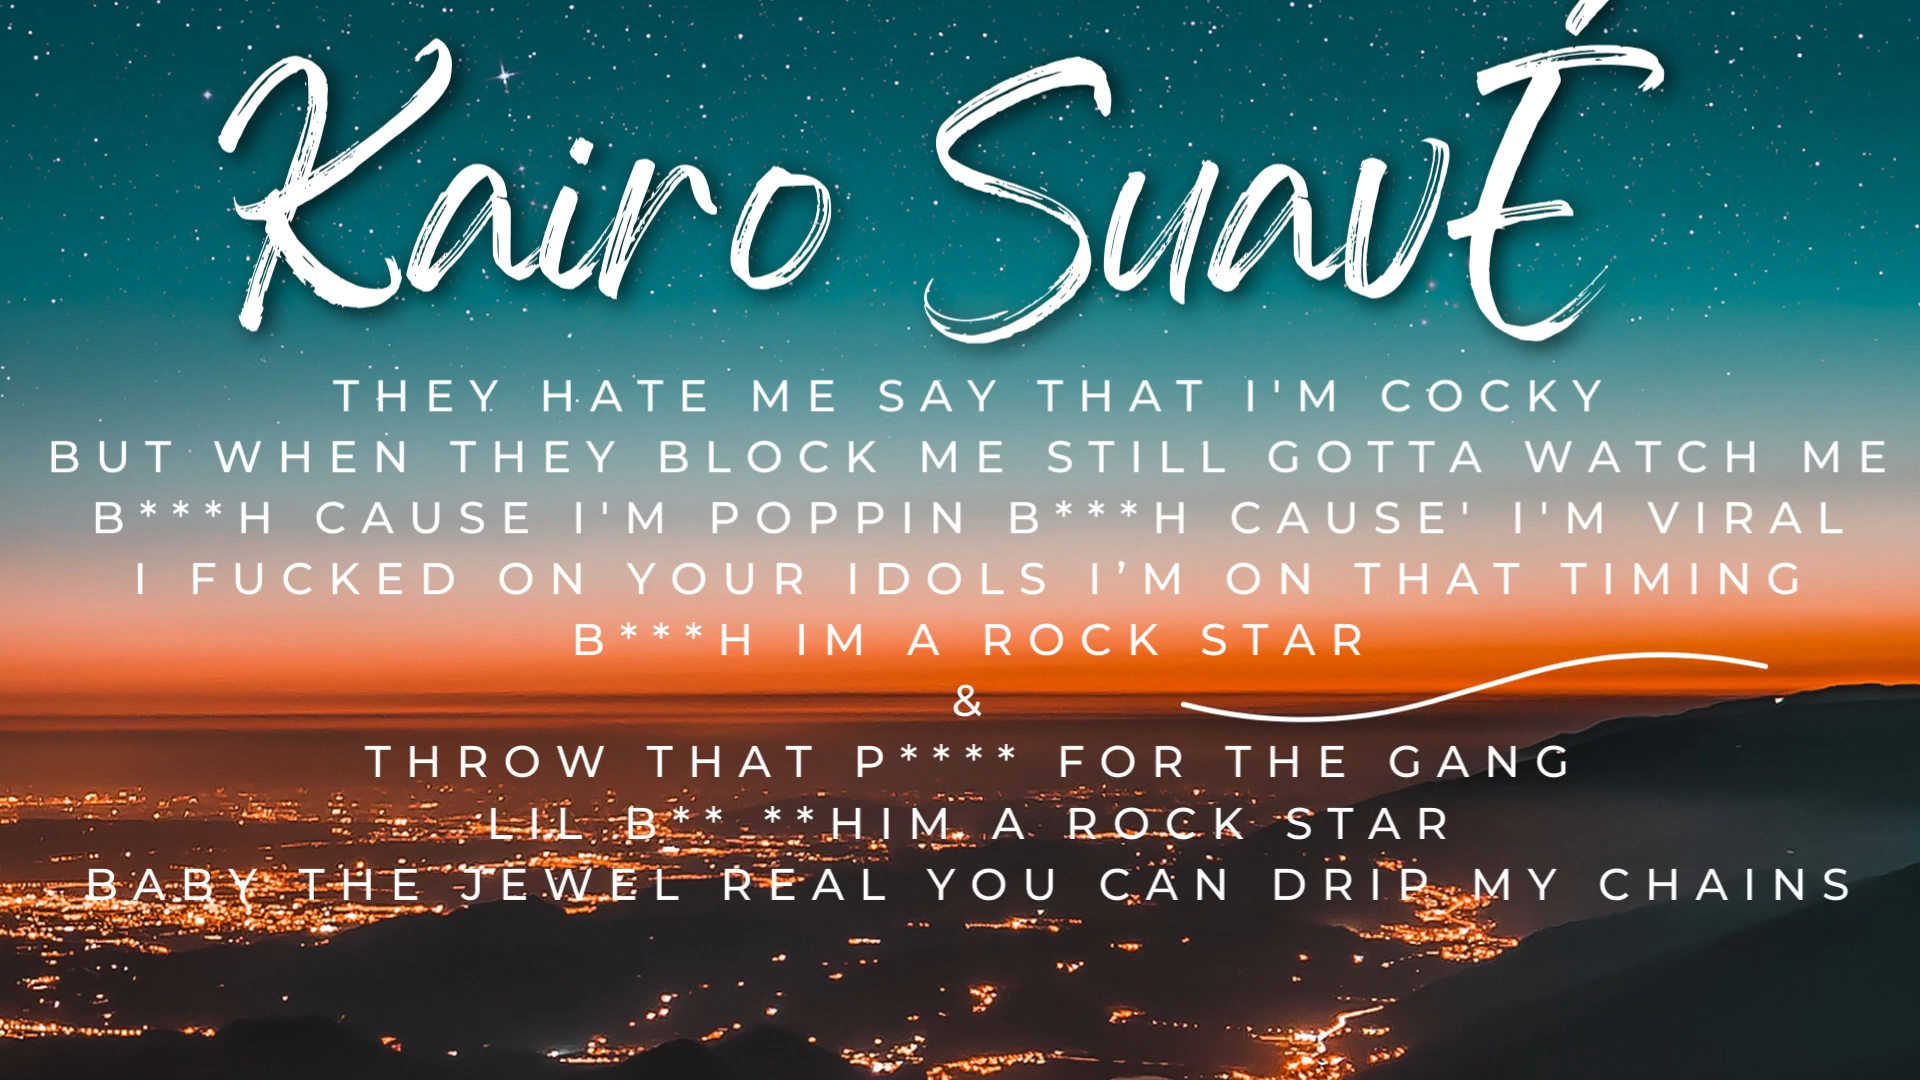 Kairo SuavÉ
THEY HATE ME SAY THAT I'M COCKY
BUT WHEN THEY BLOCK ME STILL GOTTA WATCH ME
B***H CAUSE I'M POPPIN B***H CAUSE' I'M VIRAL
I FUCKED ON YOUR IDOLS I’M ON THAT TIMING
B***H IM A ROCK STAR
&
THROW THAT P**** FOR THE GANG
LIL B** **HIM A ROCK STAR
BABY THE JEWEL REAL YOU CAN DRIP MY CHAINS